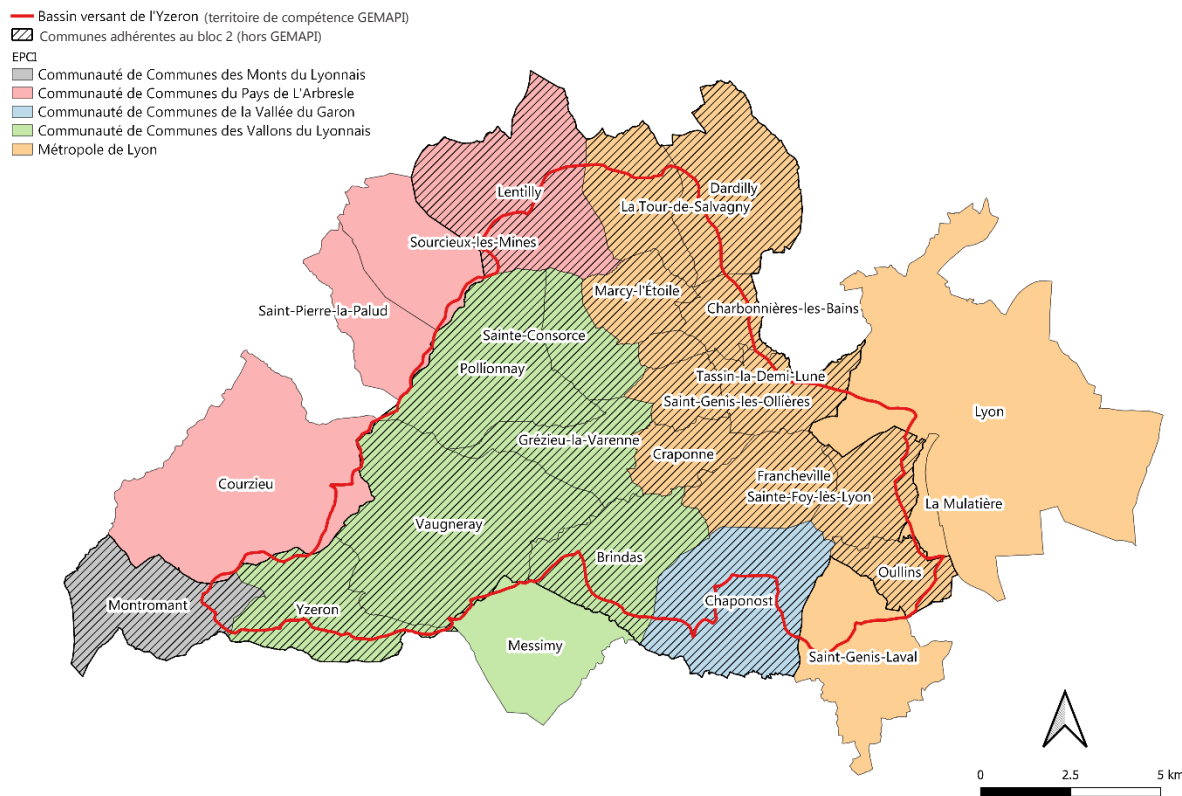 Bassin versant de l'Yzeron (territoire de compétence GEMAPI)
Communes adhérentes au bloc 2 (hors GEMAPI)
EPCI
Communauté de Communes des Monts du Lyonnais
Communauté de Communes du Pays de L'Arbresle
Communauté de Communes de la Vallée du Garon
Communauté de Communes des Vallons du Lyonnais
Métropole de Lyon
Lentilly
Dardilly
La Tour-de-Salvagny
Sourcieux-les-Mines
Marcy-l'Étoile
Saint-Pierre-la-Palud
Charbonnières-les-Bains
Sainte-Consorce
Pollionnay
Tassin-la-Demi-Lune
Saint-Genis-les-Ollières
Lyon
Grézieu-la-Varenne
Craponne
Francheville
Courzieu
Sainte-Foy-lès-Lyon
La Mulatière
Vaugneray
Brindas
Oullins
Montromant
Yzeron
Chaponost
Messimy
Saint-Genis-Laval
0 2.5 5 km